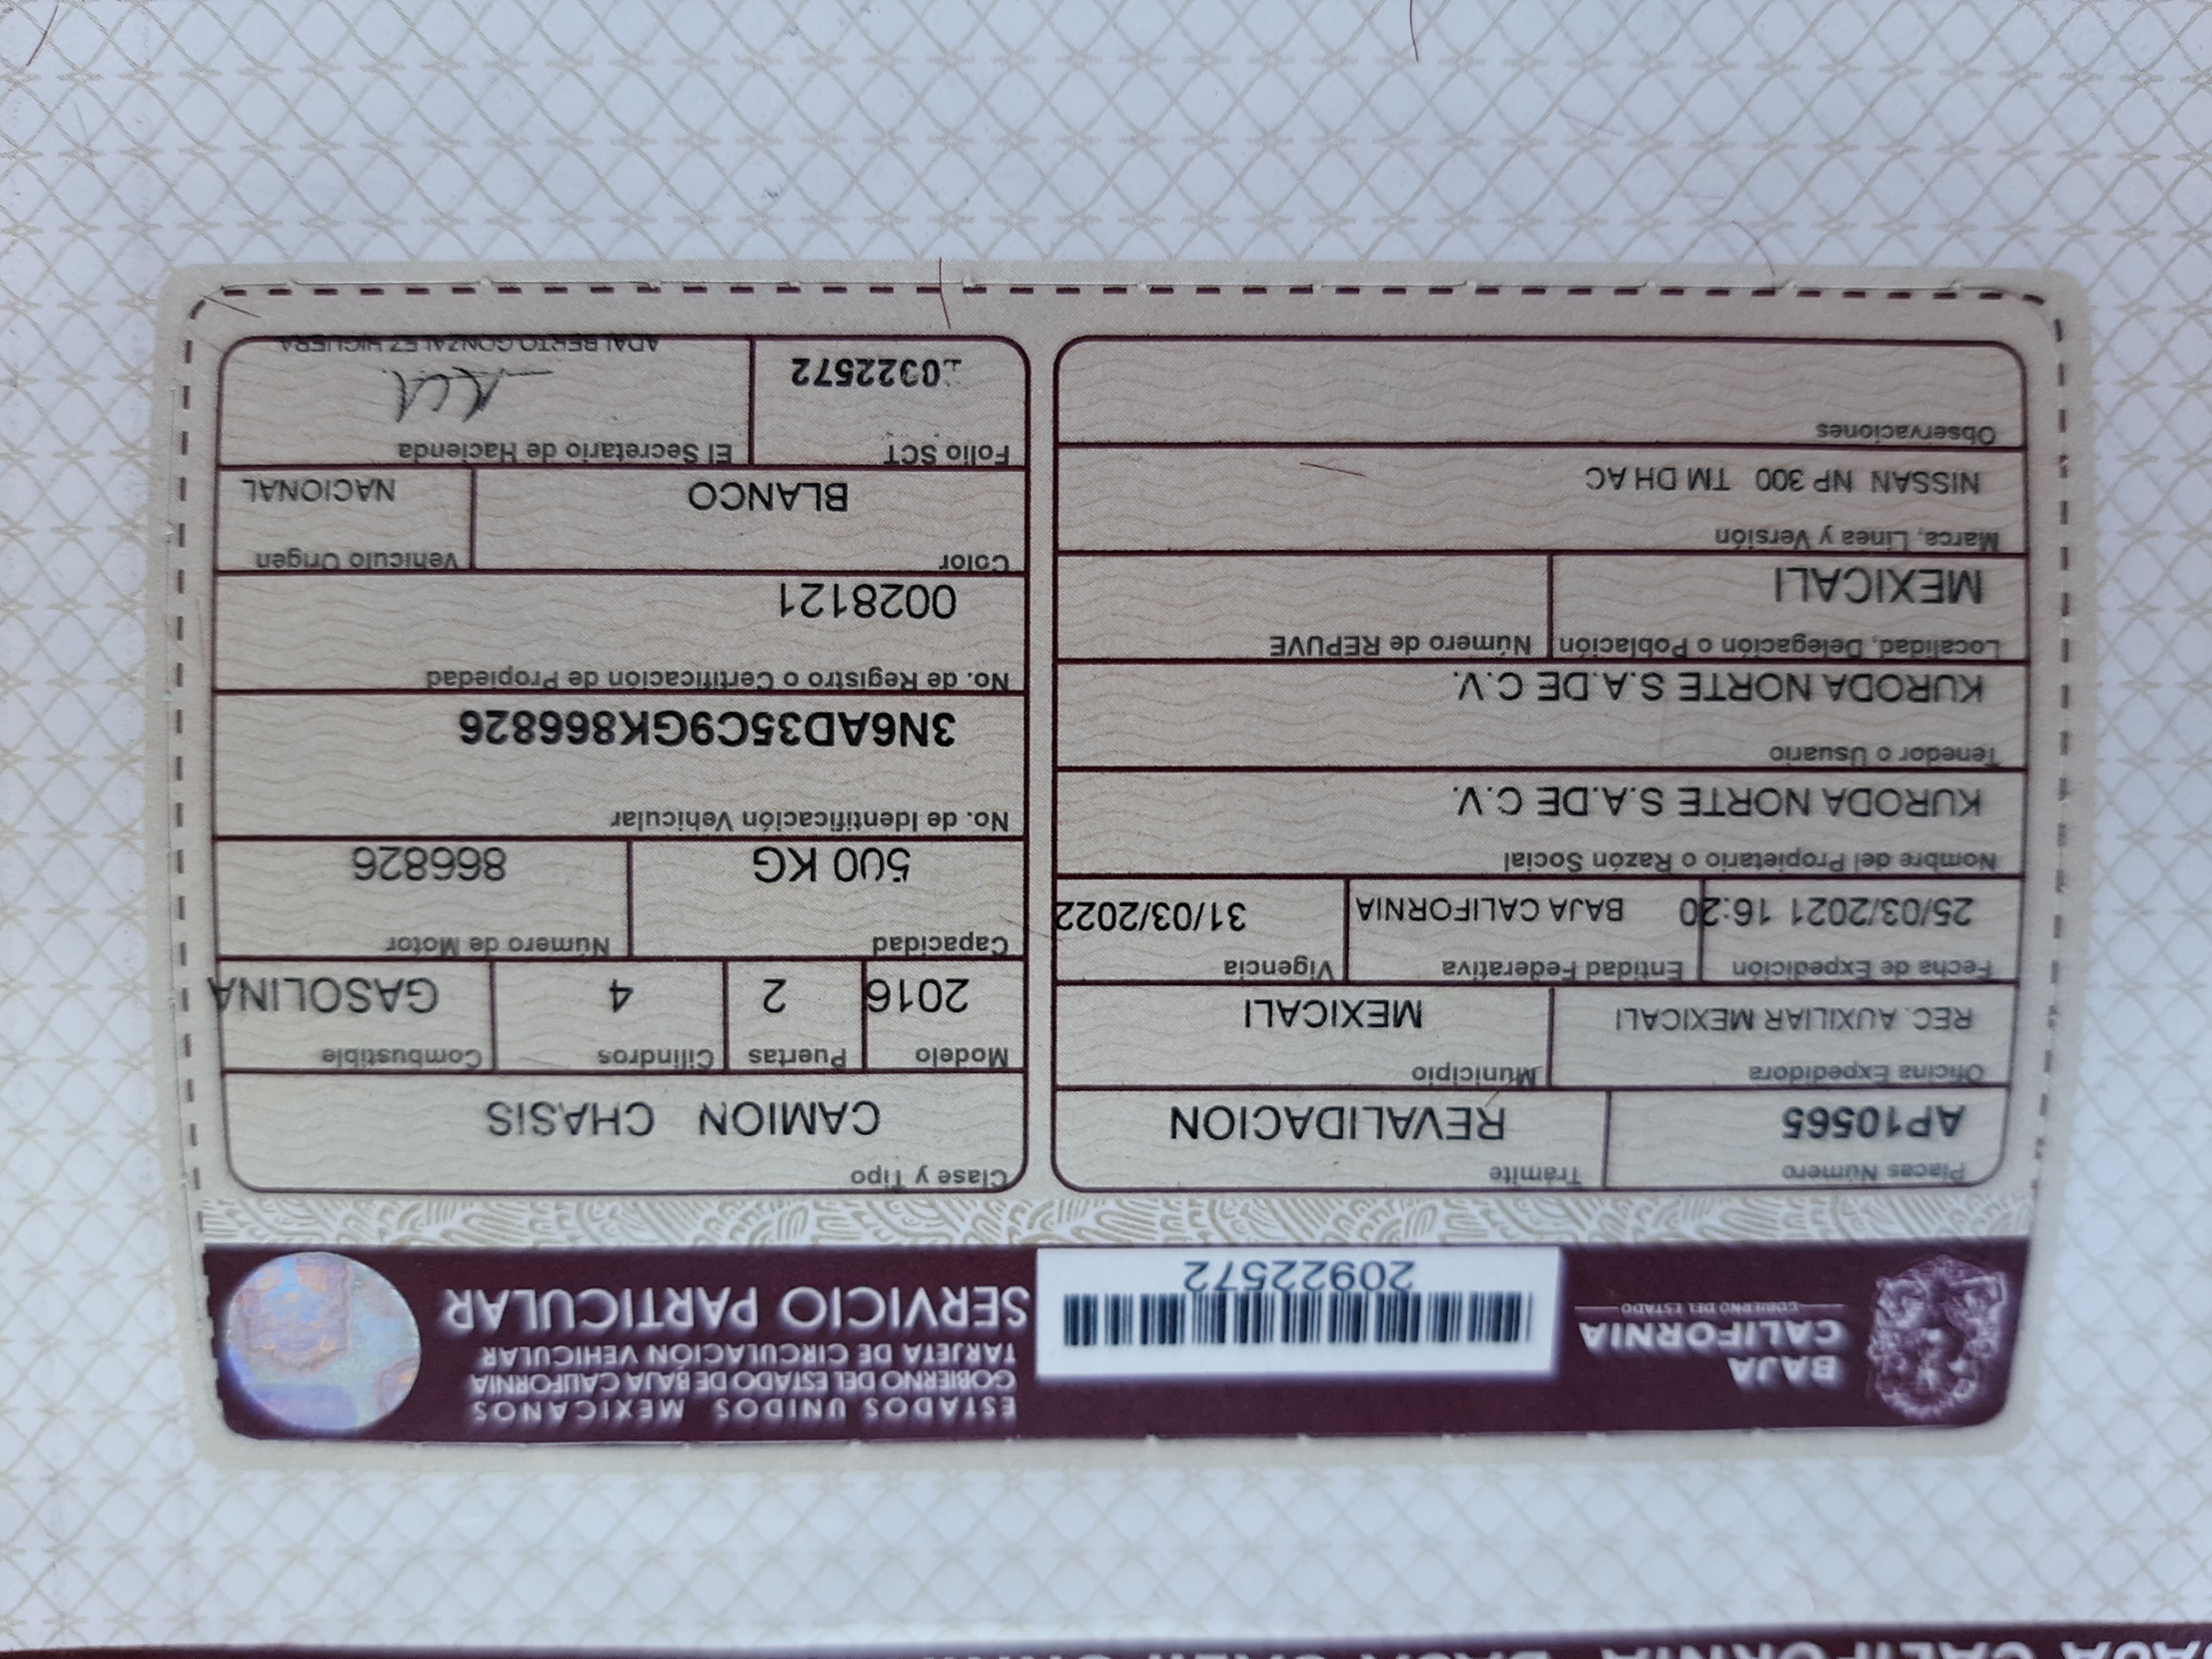 BAJA
CALIFORNIA
GOBIERNO DEL ESTADO
20922572
ESTADOS UNIDOS MEXICANOS
GOBIERNO DEL ESTADO DE BAJA CALIFORNIA
TARJETA DE CIRCULACIÓN VEHICULAR
SERVICIO PARTICULAR
Placas Número
Trámite
AP10565
REVALIDACION
Oficina Expedidora
Municipio
REC. AUXILIAR MEXICALI
MEXICALI
Fecha de Expedición
Entidad Federativa
Vigencia
25/03/2021 16:20
BAJA CALIFORNIA
31/03/2022
Nombre del Propietario o Razón Social
KURODA NORTE S.A.DE C.V.
Tenedor o Usuario
KURODA NORTE S.A.DE C.V.
Localidad, Delegación o Población
Número de REPUVE
MEXICALI
Marca, Línea y Versión
NISSAN NP 300 TM DH AC
Observaciones
Clase y Tipo
CAMION CHASIS
Modelo
Puertas
Cilindros
Combustible
2016
2
4
GASOLINA
Capacidad
Número de Motor
500 KG
866826
No. de Identificación Vehicular
3N6AD35C9GK866826
No. de Registro o Certificación de Propiedad
0028121
Color
Vehículo Origen
BLANCO
NACIONAL
Folio SCT
El Secretario de Hacienda
ADALBERTO GONZALEZ HIGUERA
BAJA CALIFORNIA